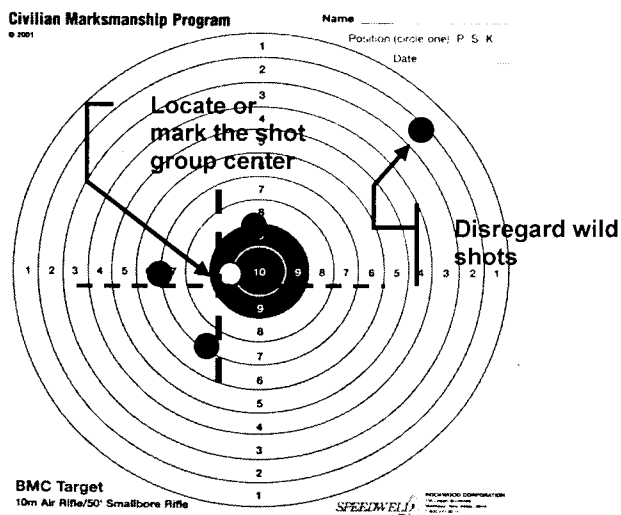 Civilian Marksmanship Program
© 2001
Name
Position (circle one) P S K
Date
Locate or
mark the shot
group center
Disregard wild
shots
1
2
3
4
7
8
1 2 3 4 5 6 7 10 9 8 7 6 5 4 3 2 1
9
8
7
6
5
4
3
2
1
BMC Target
10m Air Rifle/50' Smallbore Rifle
SPEEDWELL
ROCKWOOD CORPORATION